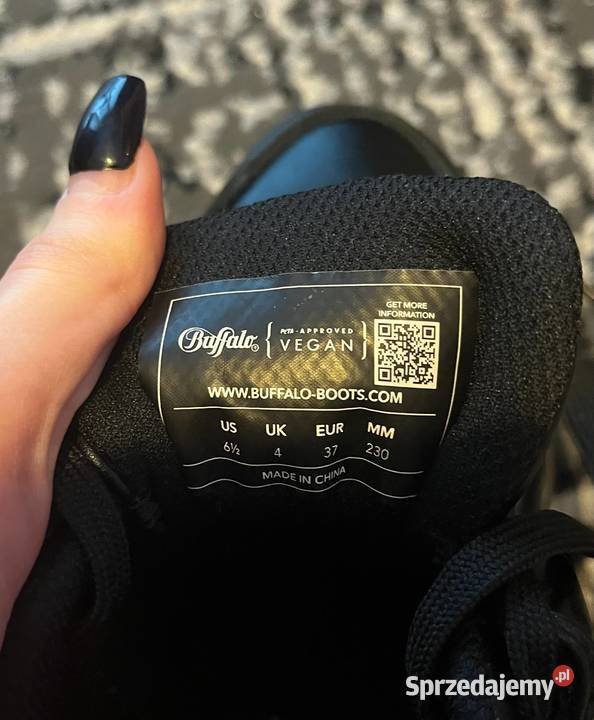 GET MORE
INFORMATION
Buffalo® { PETA-APPROVED
VEGAN }
WWW.BUFFALO-BOOTS.COM
US UK EUR MM
6½ 4 37 230
MADE IN CHINA
Sprzedajemy.pl